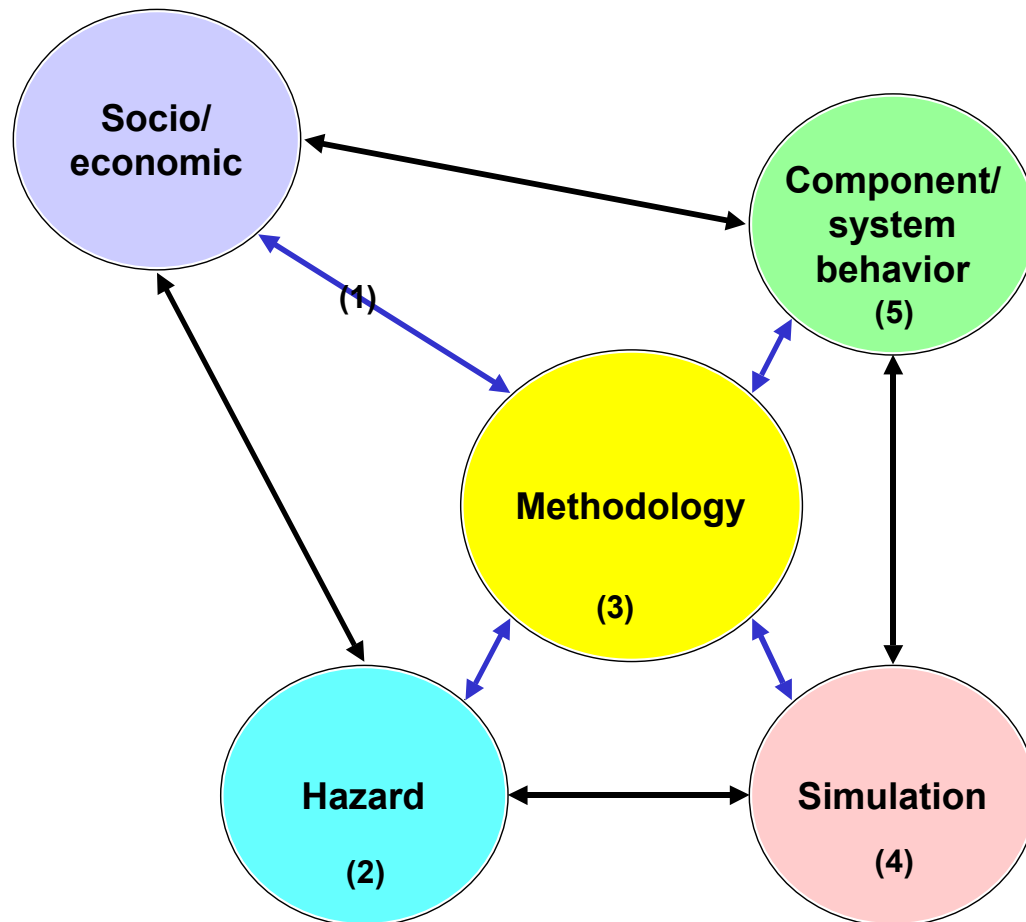 Socio/
economic
Component/
system
behavior
(5)
(1)
Methodology
(3)
Hazard
(2)
Simulation
(4)